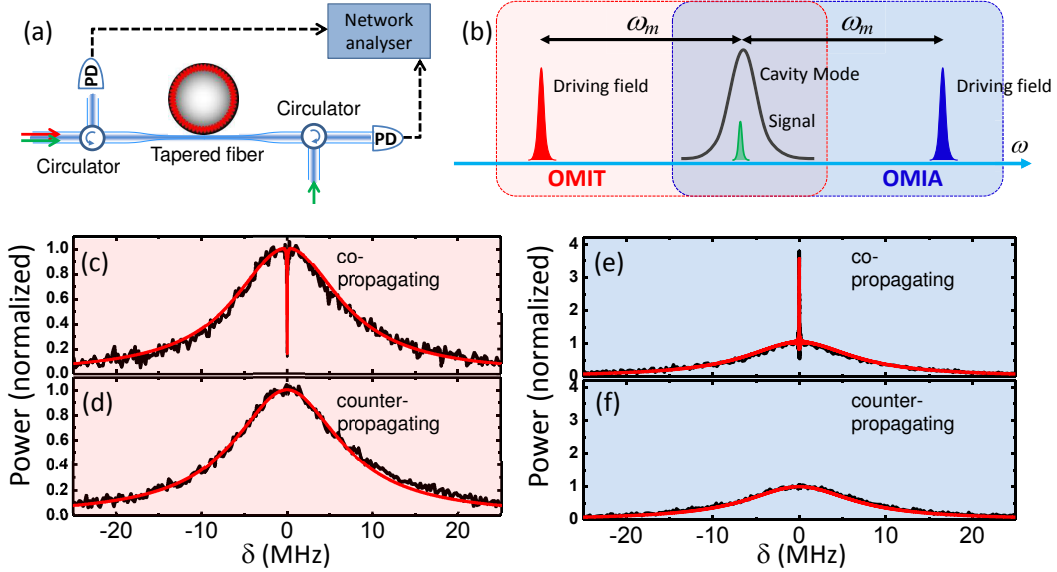 (a)
Network
analyser
PD
Circulator
PD
Circulator
Tapered fiber
(b)
ωm
ωm
Driving field
Cavity Mode
Driving field
Signal
ω
OMIT
OMIA
(c)
co-
propagating
1.0
0.8
0.6
0.4
0.2
0.0
(d)
counter-
propagating
1.0
0.8
0.6
0.4
0.2
0.0
Power (normalized)
-20
-10
0
10
20
δ (MHz)
(e)
co-
propagating
4
3
2
1
0
(f)
counter-
propagating
4
3
2
1
0
Power (normalized)
-20
-10
0
10
20
δ (MHz)